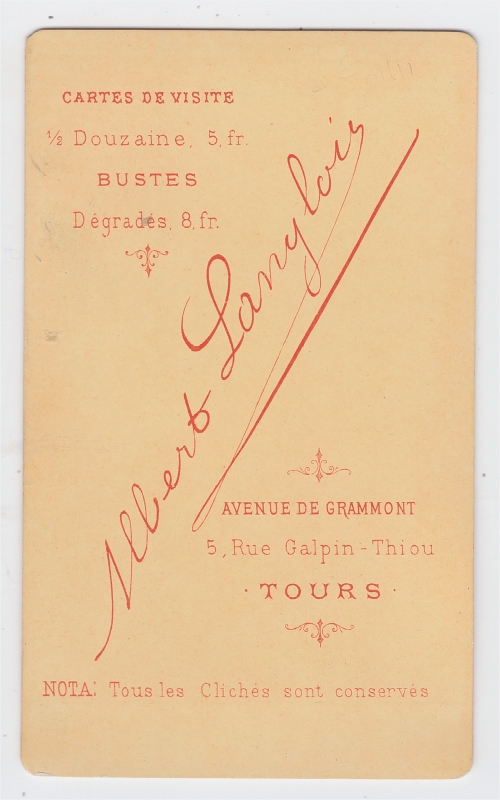 CARTES DE VISITE
½ Douzaine, 5, fr.
BUSTES
Dégradés, 8, fr.
Albert Langlois
AVENUE DE GRAMMONT
5, Rue Galpin-Thiou
· TOURS ·
NOTA: Tous les Clichés sont conservés